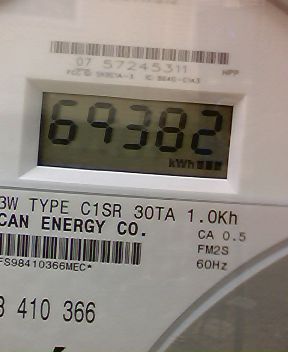 07 57245311
HPP
69382
kWh
3W TYPE C1SR 30TA 1.0Kh
CAN ENERGY CO.
CA 0.5
FM2S
FS98410366MEC*
60Hz
3 410 366